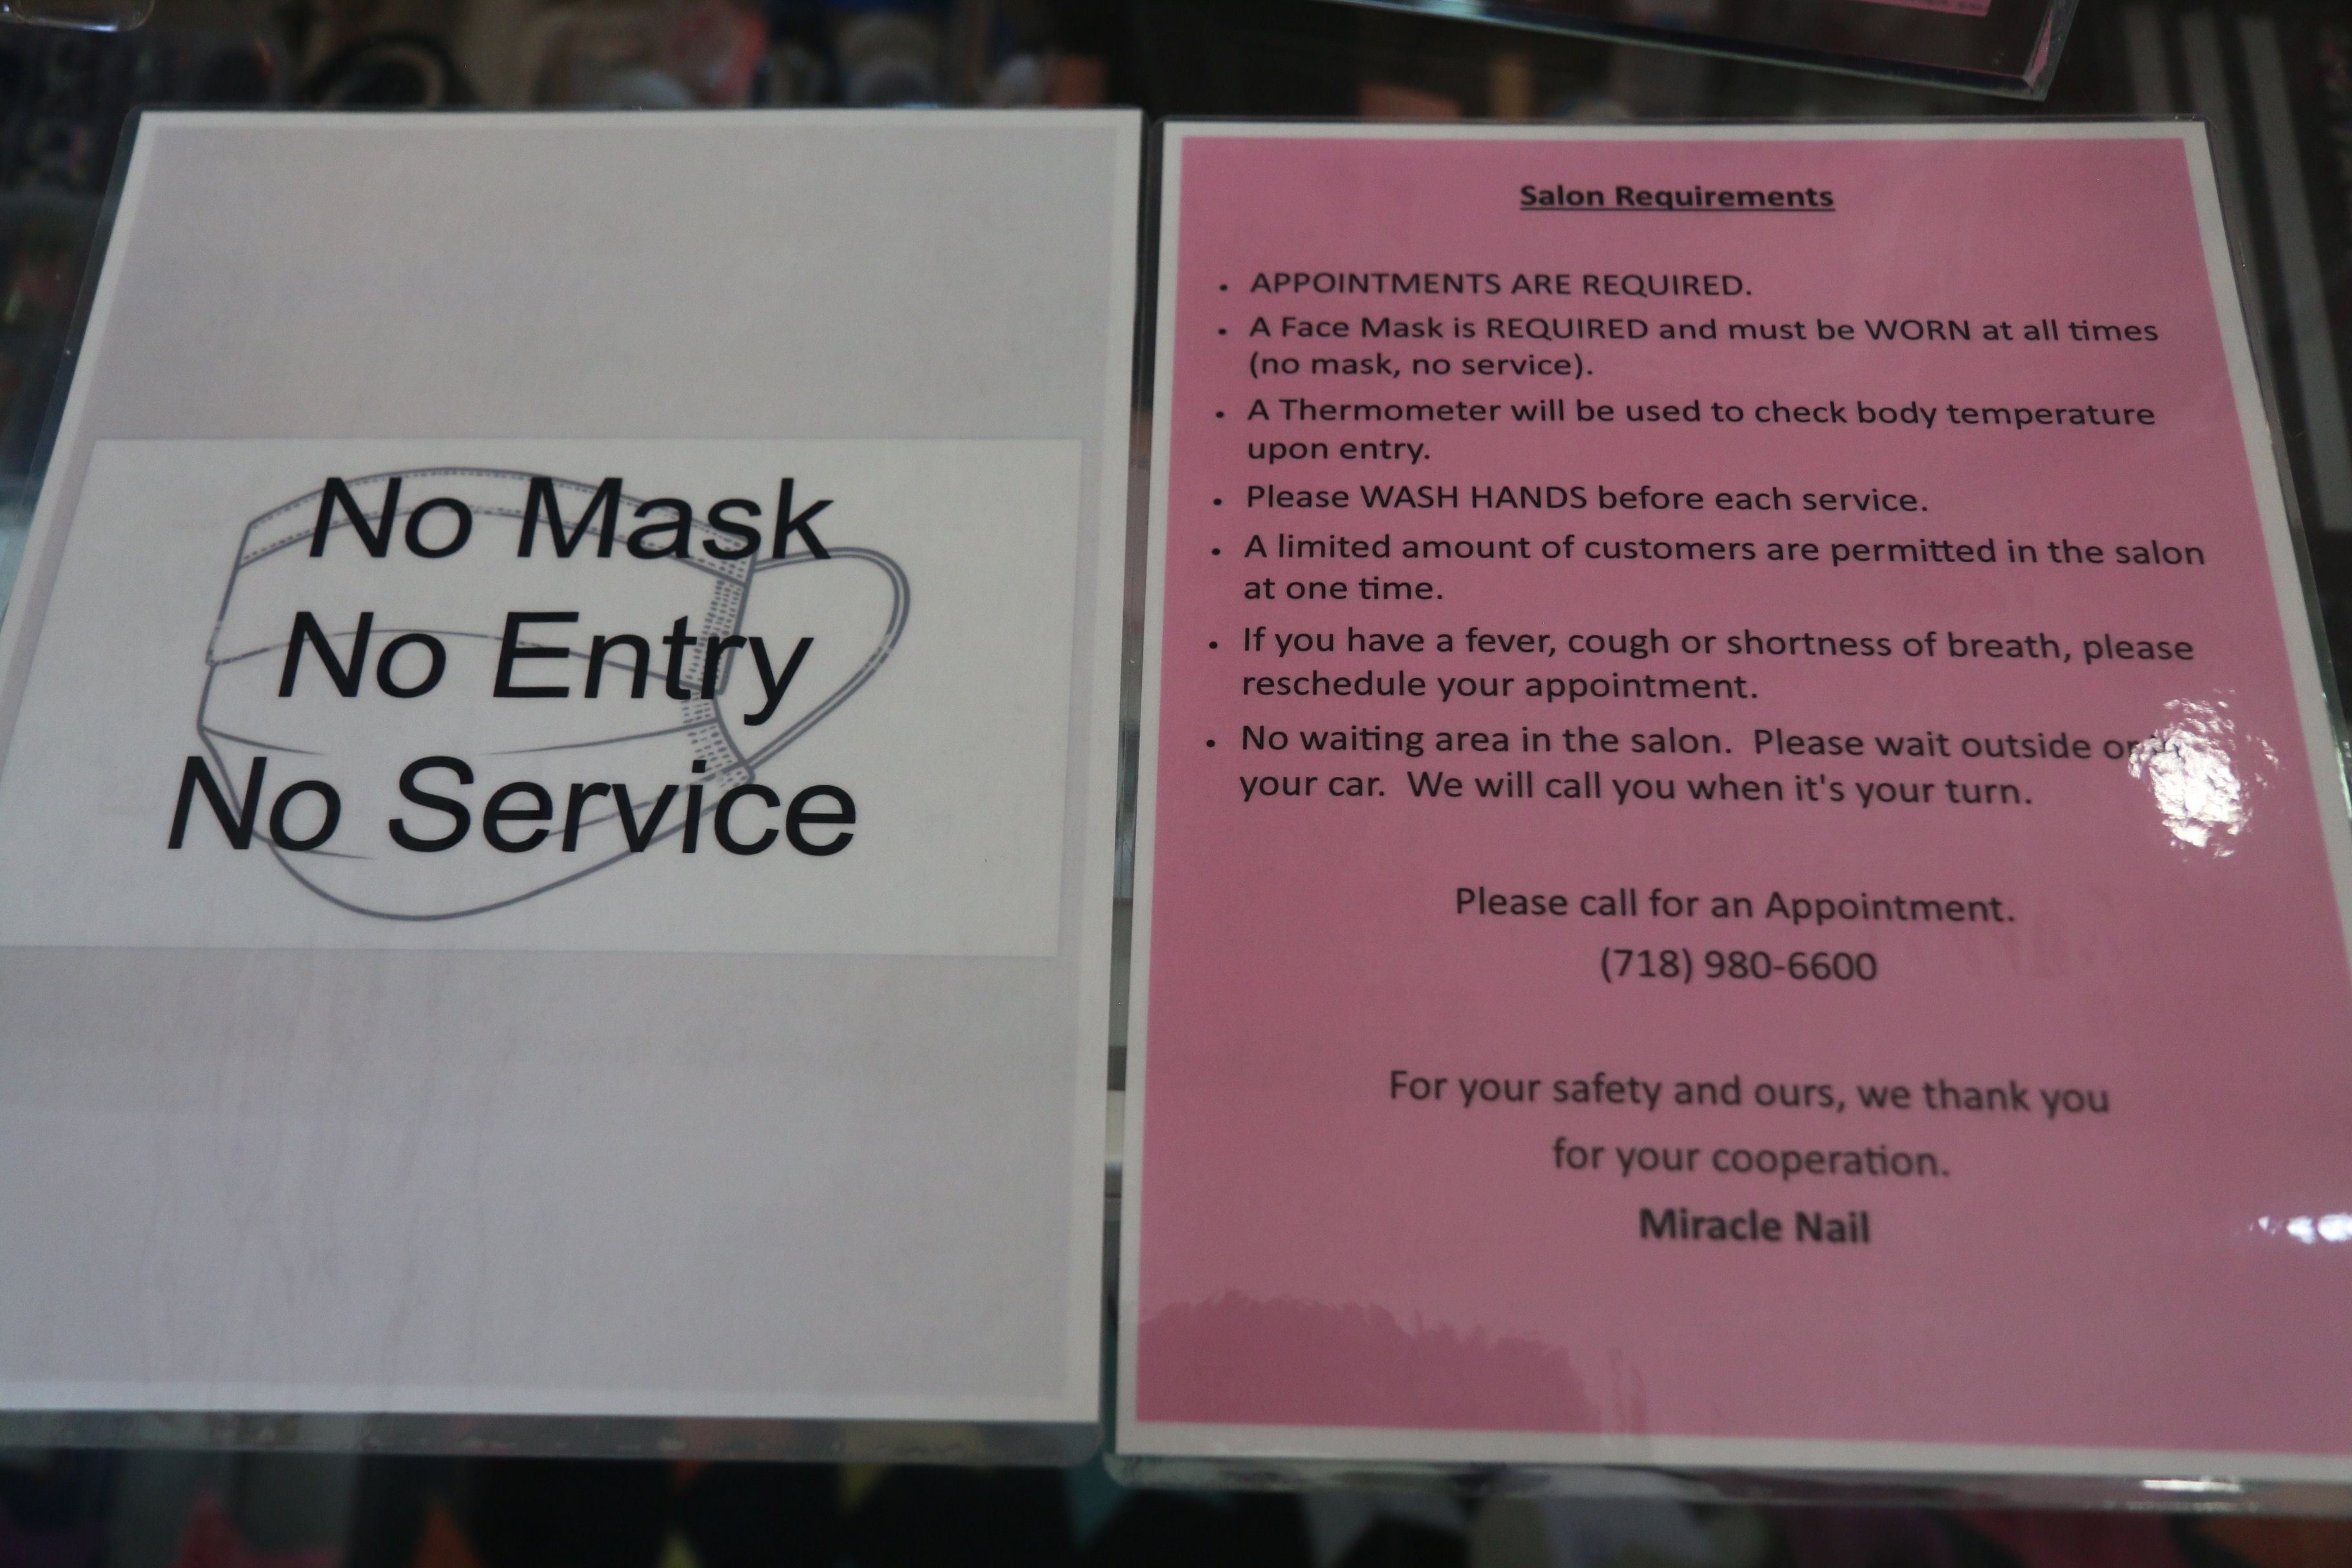 No Mask
No Entry
No Service
Salon Requirements
• APPOINTMENTS ARE REQUIRED.
• A Face Mask is REQUIRED and must be WORN at all times
(no mask, no service).
• A Thermometer will be used to check body temperature
upon entry.
• Please WASH HANDS before each service.
• A limited amount of customers are permitted in the salon
at one time.
• If you have a fever, cough or shortness of breath, please
reschedule your appointment.
• No waiting area in the salon. Please wait outside or
your car. We will call you when it's your turn.
Please call for an Appointment.
(718) 980-6600
For your safety and ours, we thank you
for your cooperation.
Miracle Nail